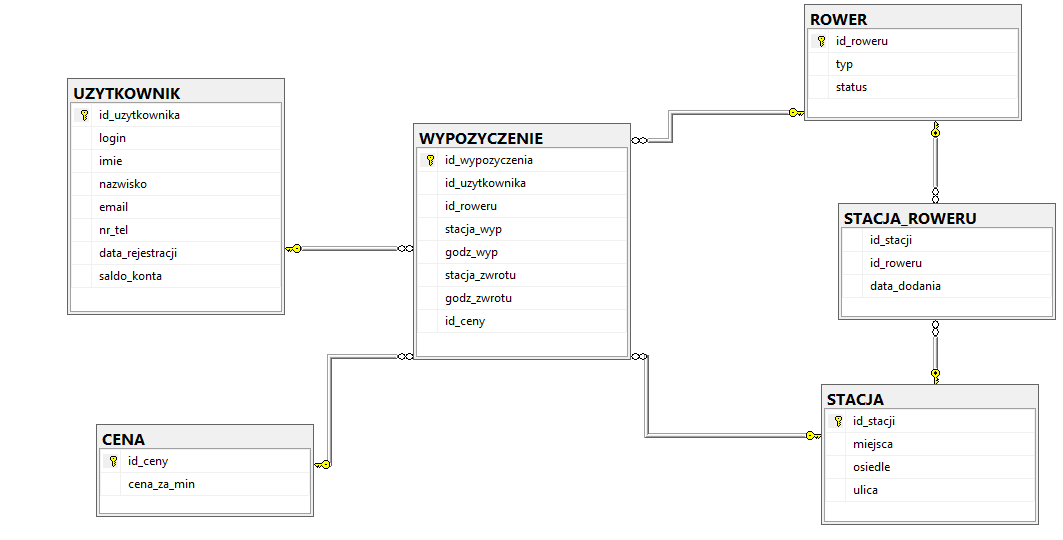 ROWER
id_roweru
typ
status
UZYTKOWNIK
id_uzytkownika
login
imie
nazwisko
email
nr_tel
data_rejestracji
saldo_konta
WYPOZYCZENIE
id_wypozyczenia
id_uzytkownika
id_roweru
stacja_wyp
godz_wyp
stacja_zwrotu
godz_zwrotu
id_ceny
STACJA_ROWERU
id_stacji
id_roweru
data_dodania
CENA
id_ceny
cena_za_min
STACJA
id_stacji
miejsca
osiedle
ulica